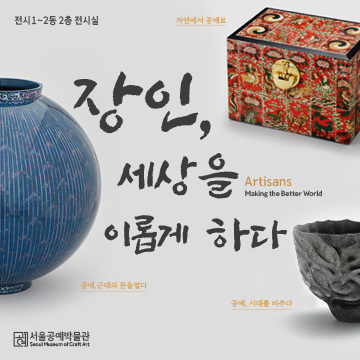 전시1~2동 2층 전시실
자연에서 공예로
장인,
세상을
Artisans
Making the Better World
이롭게 하다
공예, 근대의 문을 열다
공예, 시대를 비추다
서울공예박물관
Seoul Museum of Craft Art